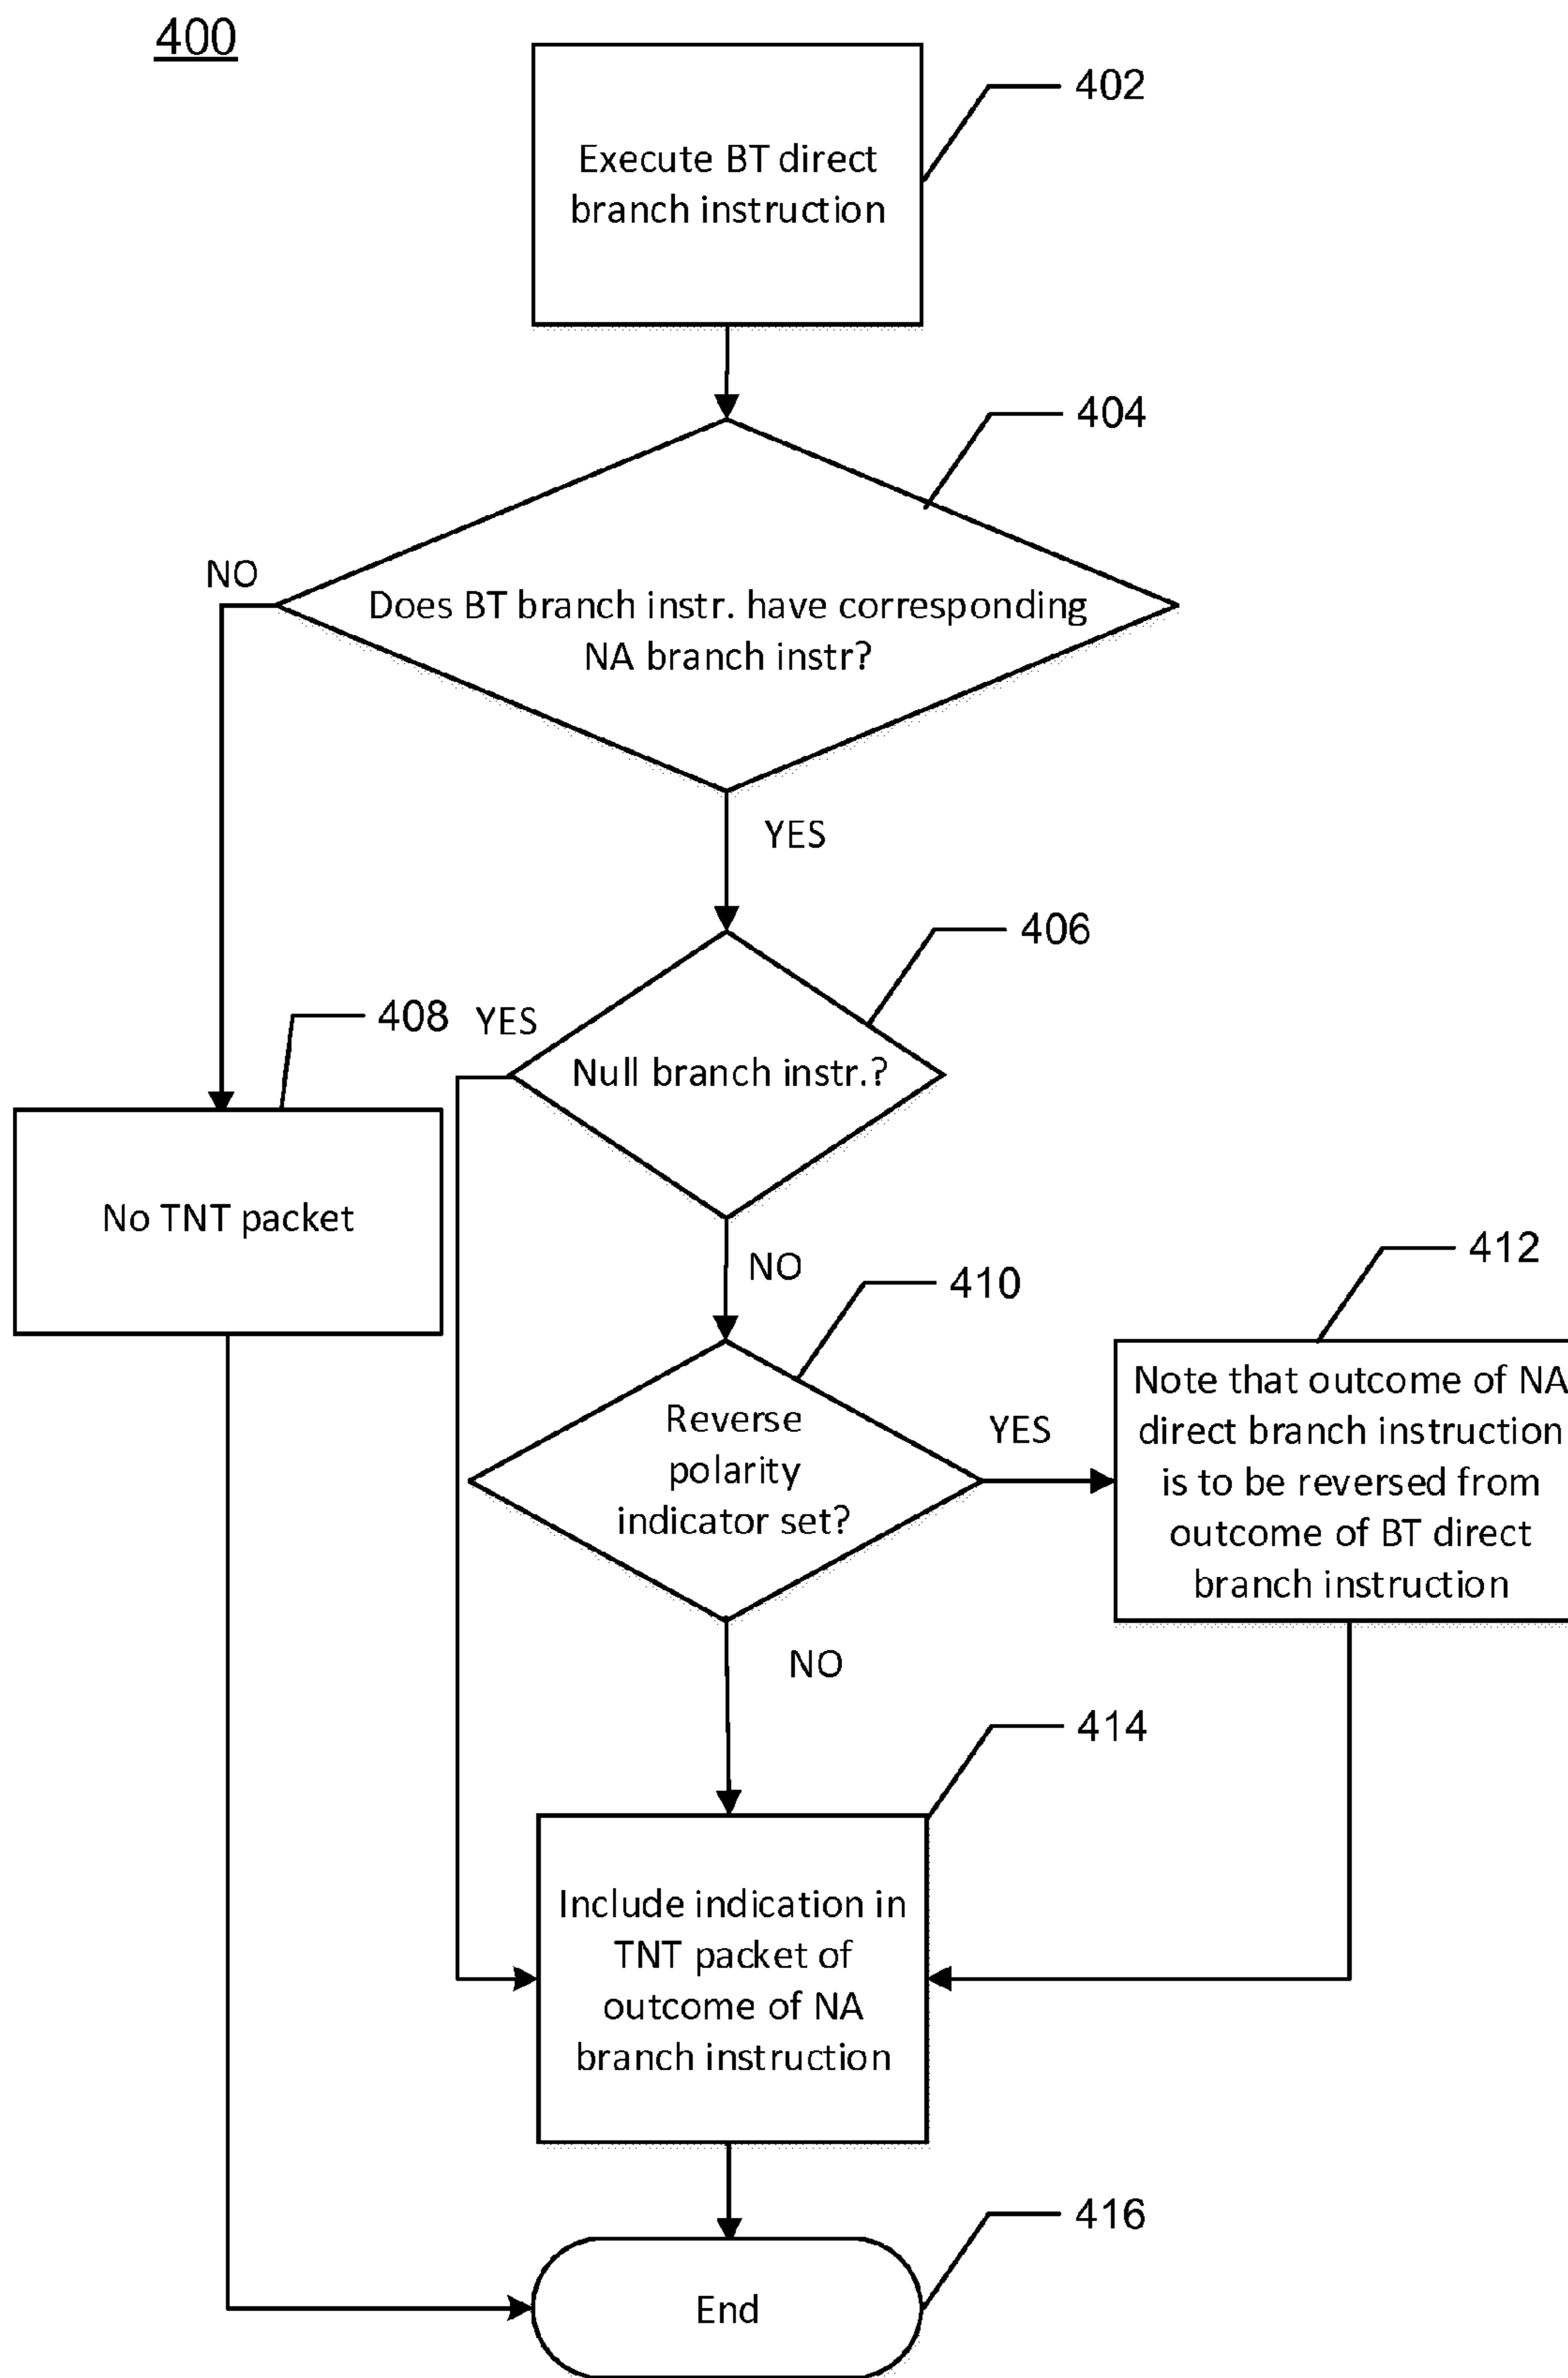 400
402
Execute BT direct
branch instruction
404
NO
Does BT branch instr. have corresponding
NA branch instr?
YES
406
408
YES
Null branch instr.?
No TNT packet
NO
412
410
Note that outcome of NA
direct branch instruction
is to be reversed from
outcome of BT direct
branch instruction
Reverse
polarity
indicator set?
YES
NO
414
Include indication in
TNT packet of
outcome of NA
branch instruction
416
End